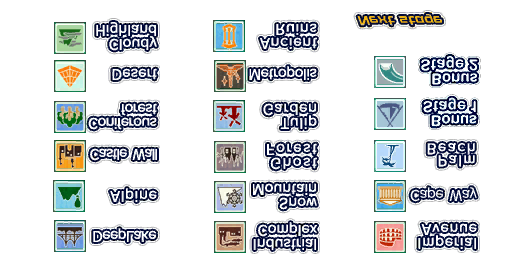 DeepLake
Alpine
Castle Wall
Coniferous
forest
Desert
Cloudy
Highland
Industrial
Complex
Snow
Mountain
Ghost
Forest
Tulip
Garden
Metropolis
Ancient
Ruins
Imperial
Avenue
Cape Way
Palm
Beach
Bonus
Stage 1
Bonus
Stage 2
Next stage